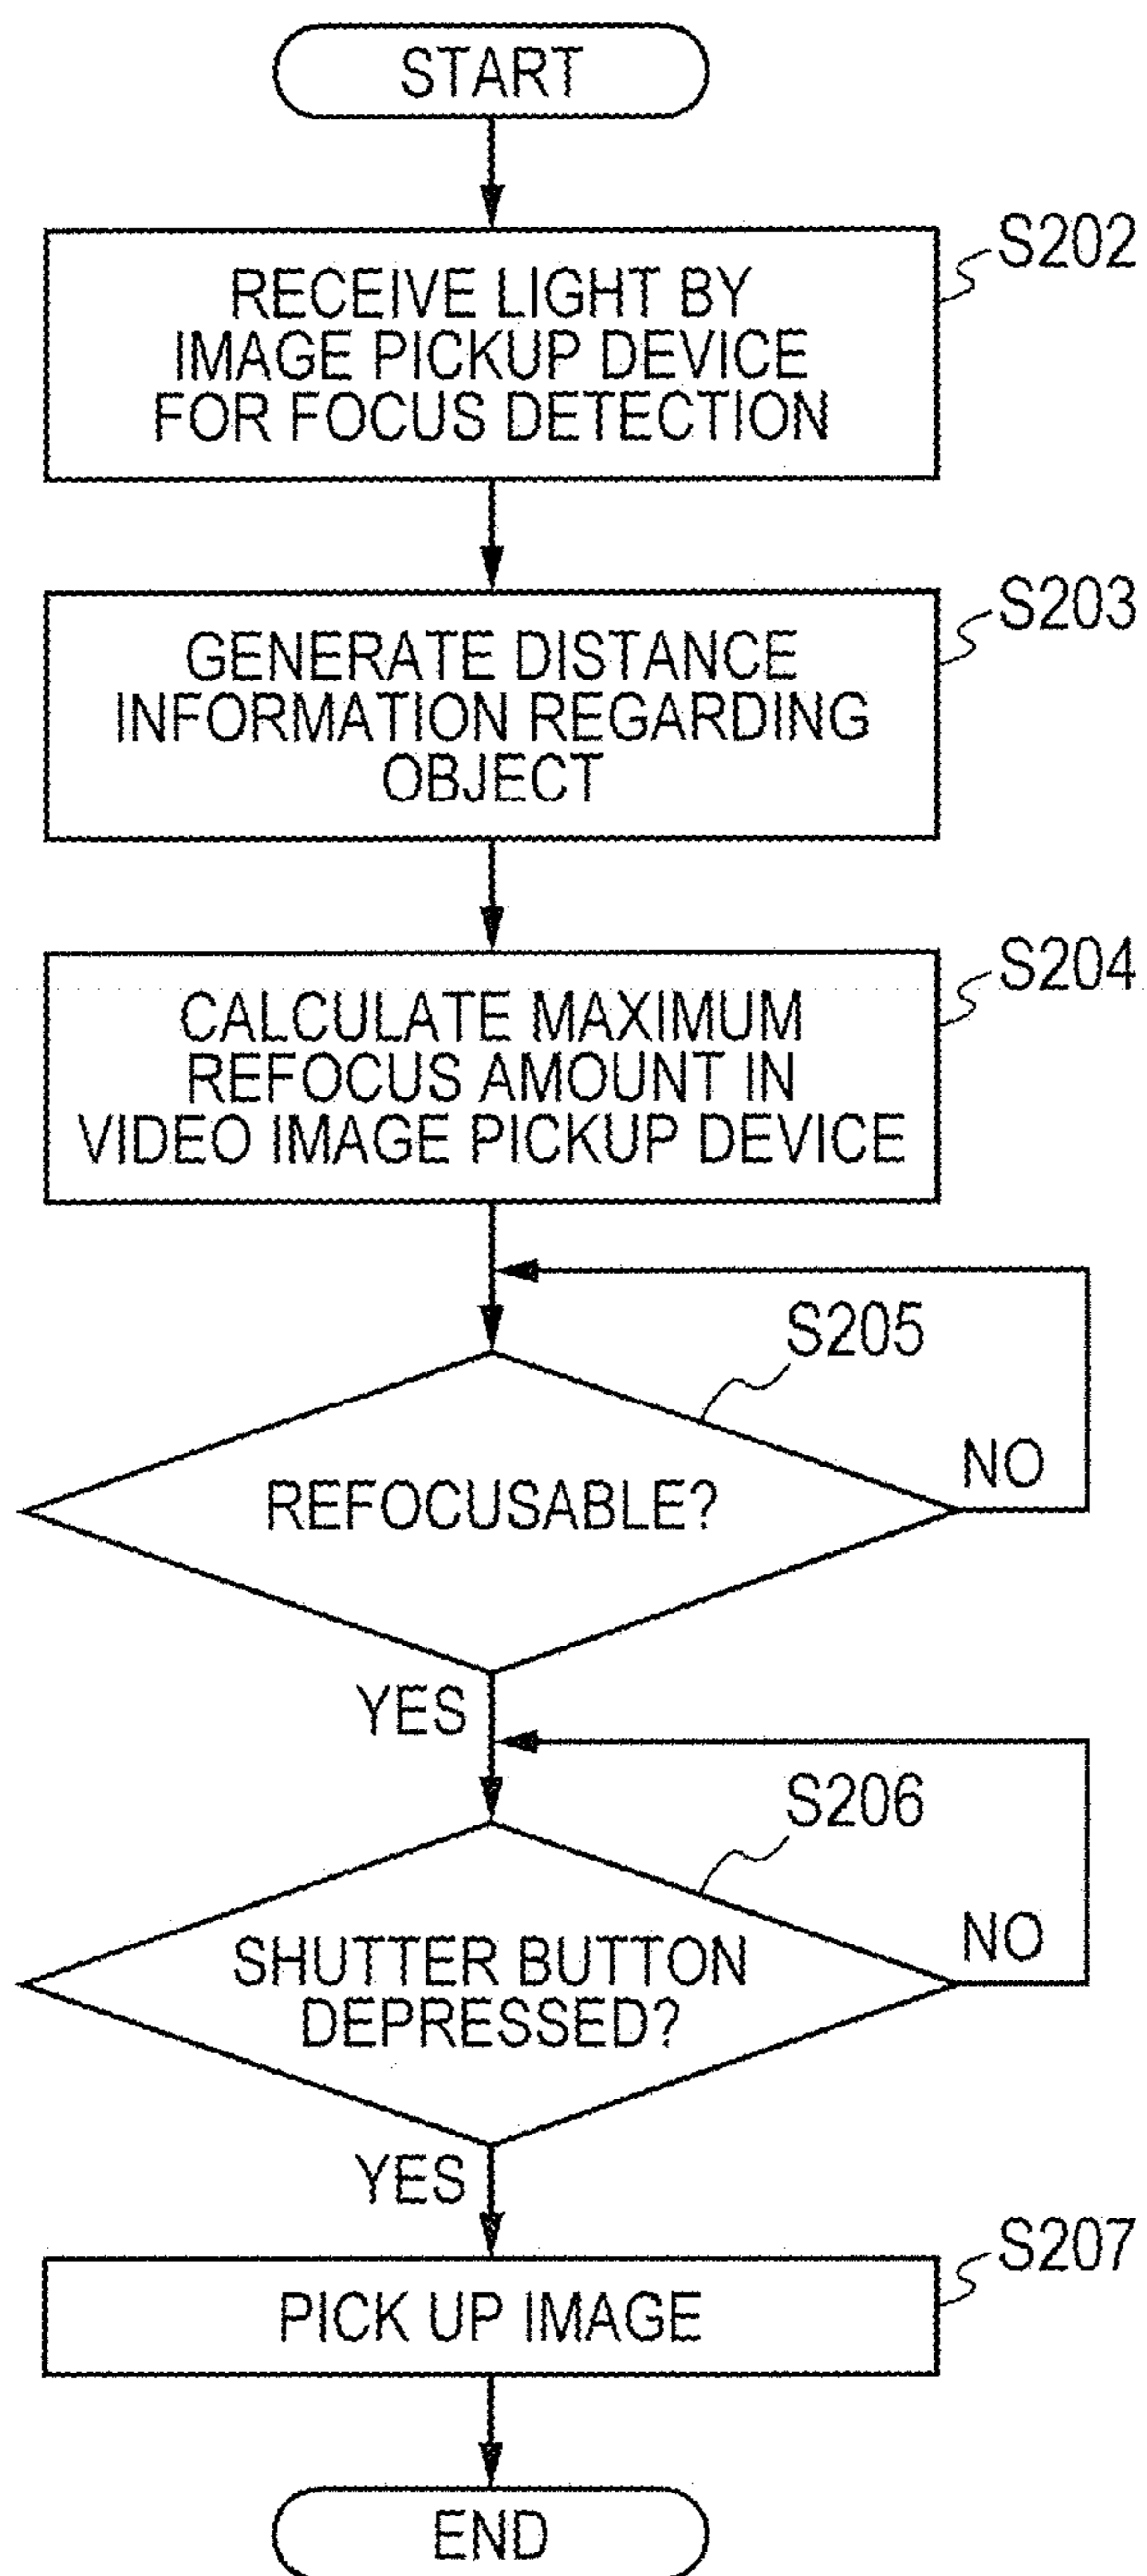 START
S202
RECEIVE LIGHT BY
IMAGE PICKUP DEVICE
FOR FOCUS DETECTION
S203
GENERATE DISTANCE
INFORMATION REGARDING
OBJECT
S204
CALCULATE MAXIMUM
REFOCUS AMOUNT IN
VIDEO IMAGE PICKUP DEVICE
S205
REFOCUSABLE?
NO
YES
S206
SHUTTER BUTTON
DEPRESSED?
NO
YES
S207
PICK UP IMAGE
END